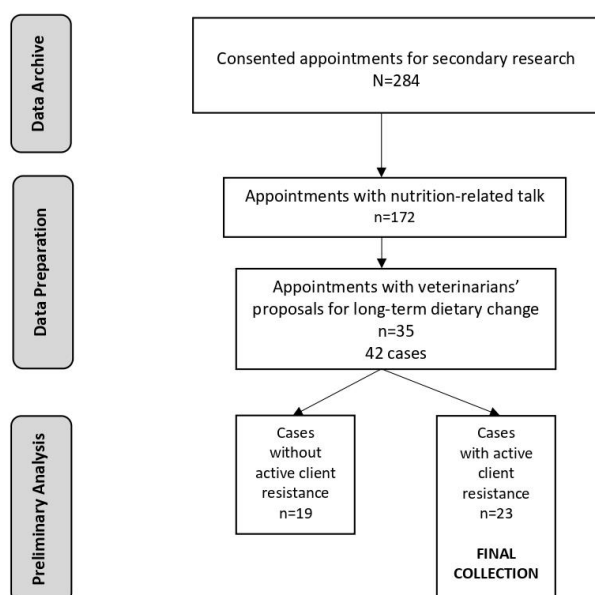 Data Archive
Consented appointments for secondary research
N=284
Data Preparation
Appointments with nutrition-related talk
n=172
Appointments with veterinarians'
proposals for long-term dietary change
n=35
42 cases
Preliminary Analysis
Cases
without
active client
resistance
n=19
Cases
with active
client
resistance
n=23
FINAL
COLLECTION